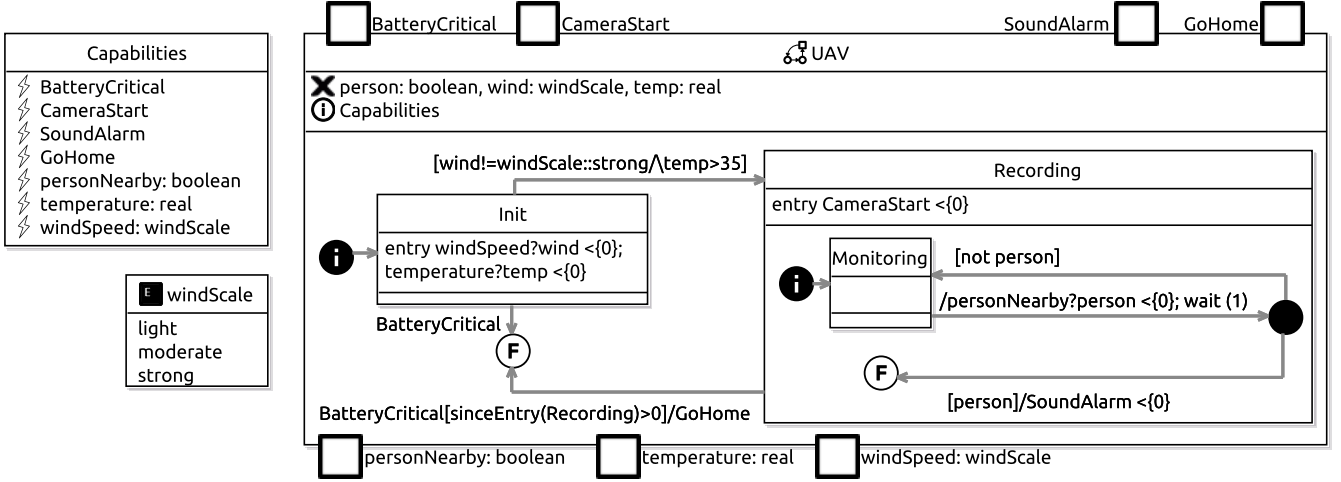 BatteryCritical
CameraStart
SoundAlarm
GoHome
Capabilities
BatteryCritical
CameraStart
SoundAlarm
GoHome
personNearby: boolean
temperature: real
windSpeed: windScale
E windScale
light
moderate
strong
UAV
person: boolean, wind: windScale, temp: real
i Capabilities
[wind!=windScale::strong/\temp>35]
i
Init
entry windSpeed?wind <{0};
temperature?temp <{0}
BatteryCritical
F
BatteryCritical[sinceEntry(Recording)>0]/GoHome
Recording
entry CameraStart <{0}
i
Monitoring
[not person]
/personNearby?person <{0}; wait (1)
F
[person]/SoundAlarm <{0}
personNearby: boolean
temperature: real
windSpeed: windScale